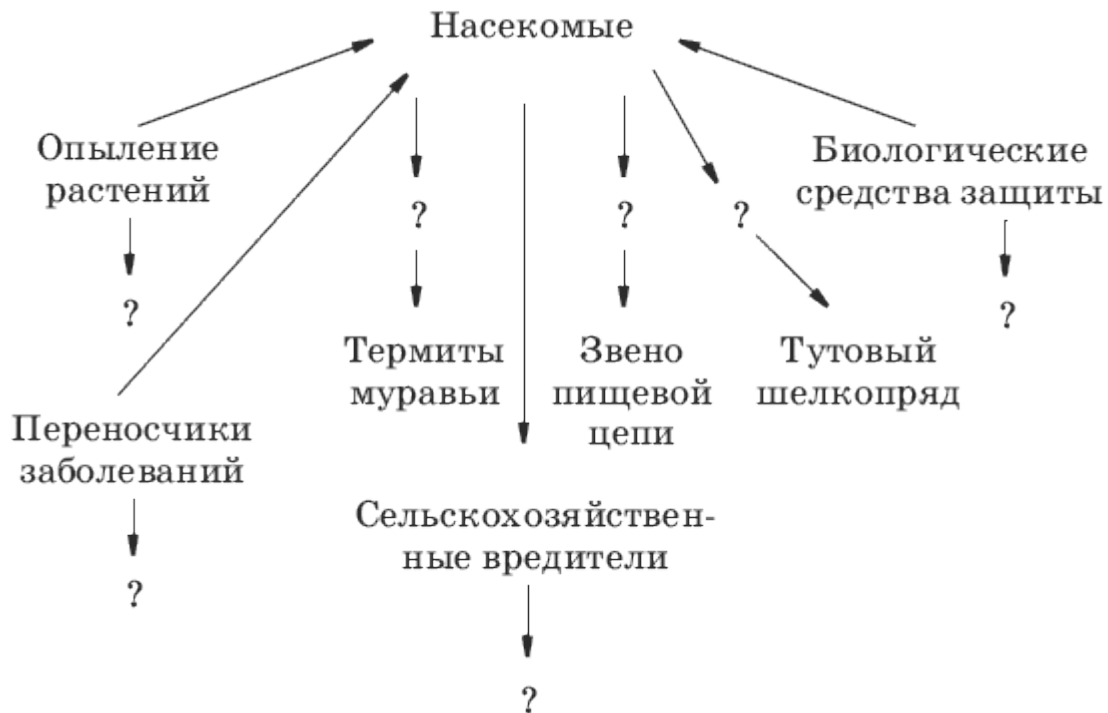 Насекомые
Опыление
растений
?
Переносчики
заболеваний
?
?
Термиты
муравьи
Сельскохозяйствен-
ные вредители
?
?
Звено
пищевой
цепи
?
Тутовый
шелкопряд
Биологические
средства защиты
?